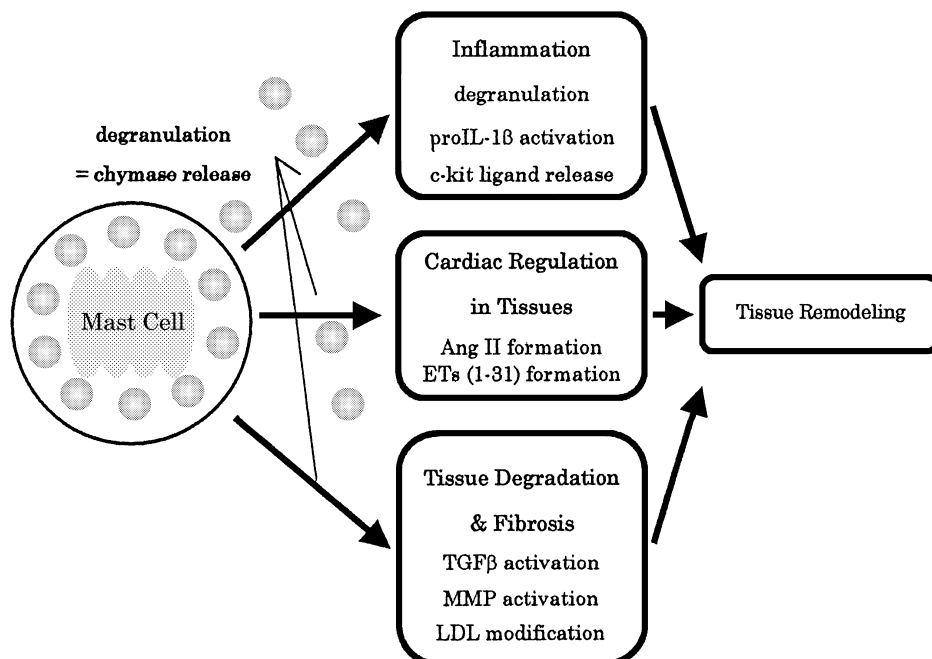 degranulation
= chymase release
Mast Cell
Inflammation
degranulation
proIL-1ß activation
c-kit ligand release
Cardiac Regulation
in Tissues
Ang II formation
ETs (1-31) formation
Tissue Degradation
& Fibrosis
TGFβ activation
MMP activation
LDL modification
Tissue Remodeling